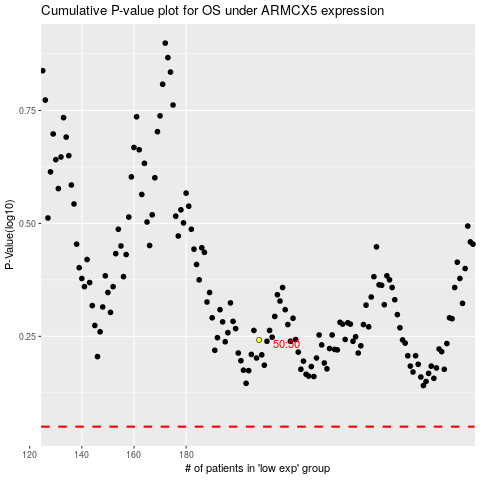 Cumulative P-value plot for OS under ARMCX5 expression
P-Value(log10)
0.75
0.50
0.25
50:50
120 140 160 180
# of patients in 'low exp' group